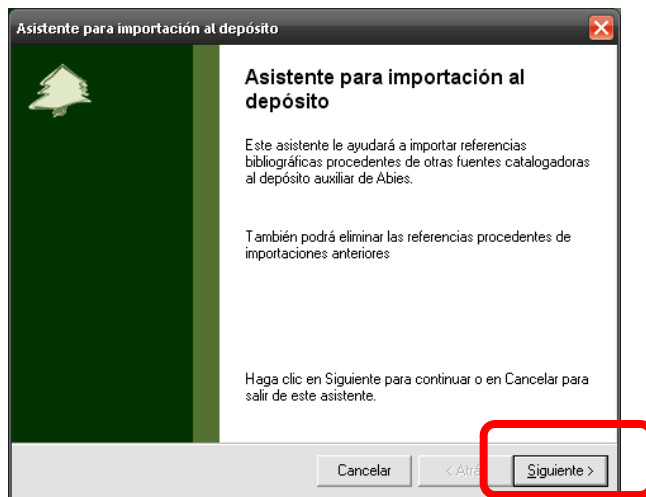 Asistente para importación al depósito
Asistente para importación al
depósito
Este asistente le ayudará a importar referencias
bibliográficas procedentes de otras fuentes catalogadoras
al depósito auxiliar de Abies.
También podrá eliminar las referencias procedentes de
importaciones anteriores
Haga clic en Siguiente para continuar o en Cancelar para
salir de este asistente.
Cancelar < Atrá Siguiente >